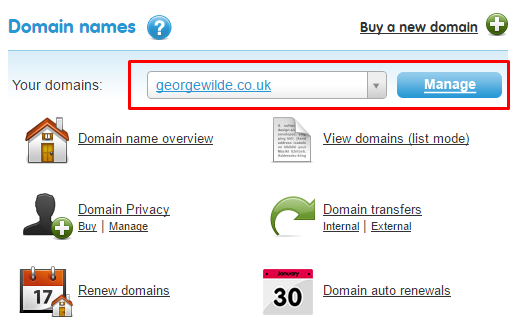 Domain names ?
Buy a new domain
Your domains: georgewilde.co.uk Manage
Domain name overview
View domains (list mode)
Domain Privacy
Buy | Manage
Domain transfers
Internal | External
17
Renew domains
January
30
Domain auto renewals